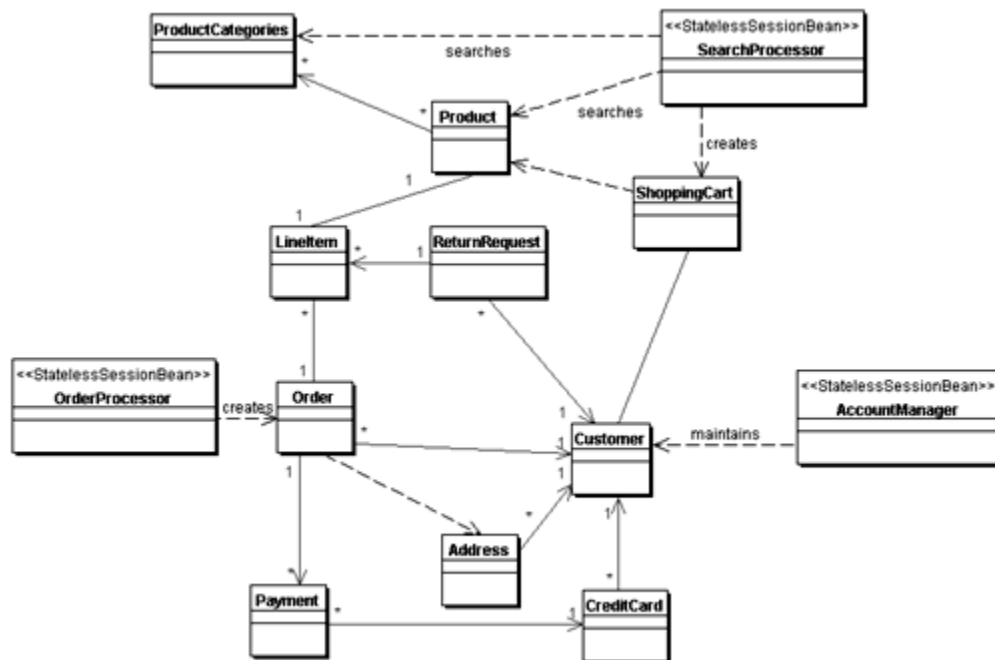 ProductCategories
<<StatelessSessionBean>>
SearchProcessor
searches
*
*
Product
searches
creates
1
ShoppingCart
1
LineItem
*
1
ReturnRequest
*
*
<<StatelessSessionBean>>
OrderProcessor
creates
1
Order
*
1
1
Customer
maintains
<<StatelessSessionBean>>
AccountManager
1
1
*
1
Address
*
Payment
*
*
1
CreditCard